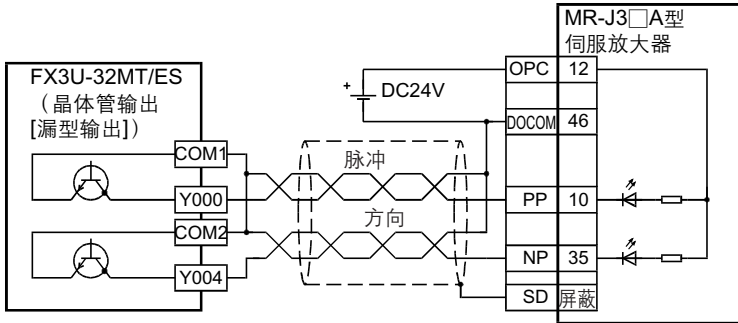 MR-J3□A型
伺服放大器
OPC 12
FX3U-32MT/ES
（晶体管输出
[漏型输出]）
+ DC24V
DOCOM 46
COM1
脉冲
Y000
PP 10
COM2
方向
Y004
NP 35
SD 屏蔽